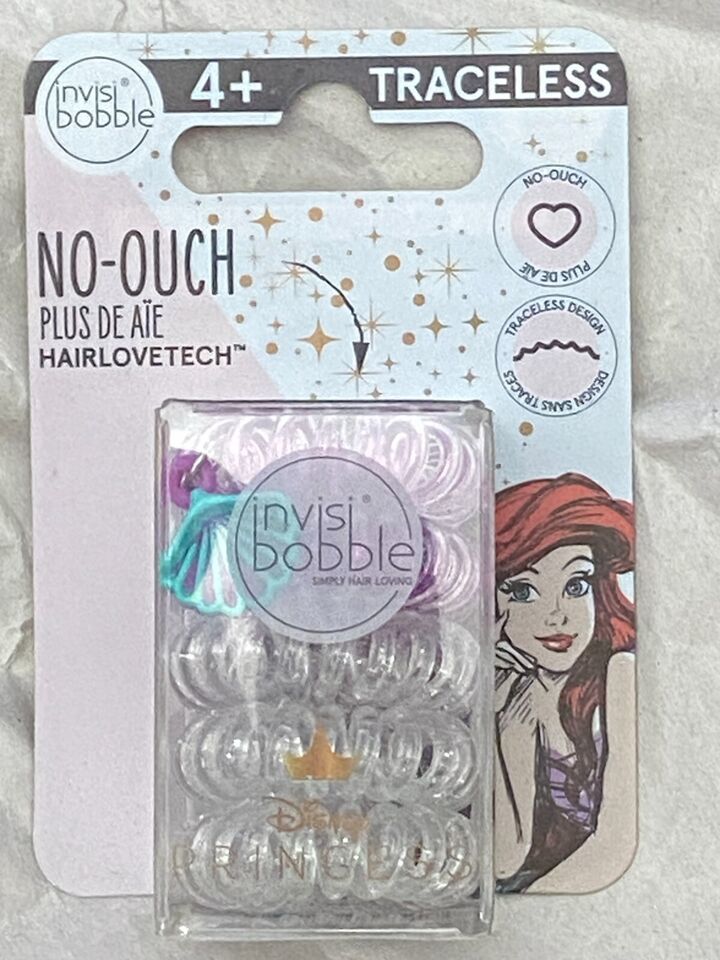 invisi®
bobble
4+
TRACELESS
NO-OUCH
PLUS DE AÏE
NO-OUCH
PLUS DE AÏE
HAIRLOVETECH™
TRACELESS DESIGN
DESIGN SANS TRACES
invisi®
bobble
SIMPLY HAIR LOVING
Disney
PRINCESS